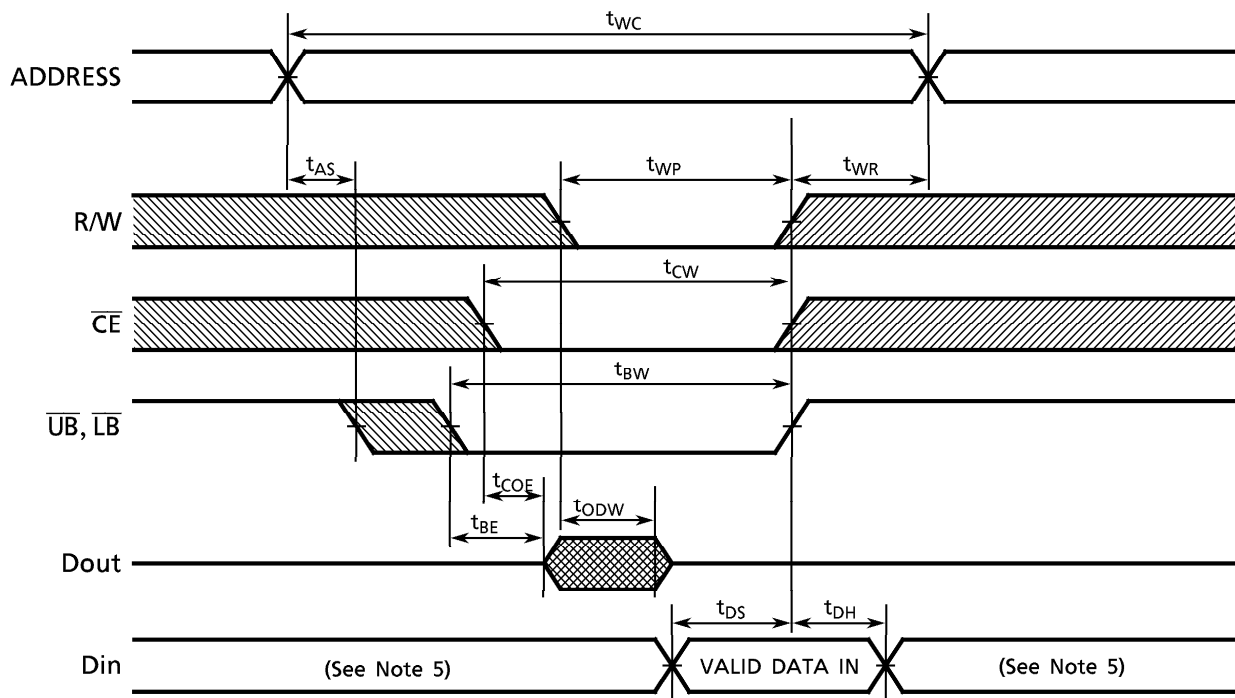 tWC
ADDRESS
tAS
tWP
tWR
R/W
tCW
CE
tBW
UB, LB
tCOE
tODW
tBE
Dout
tDS
tDH
Din
(See Note 5)
VALID DATA IN
(See Note 5)